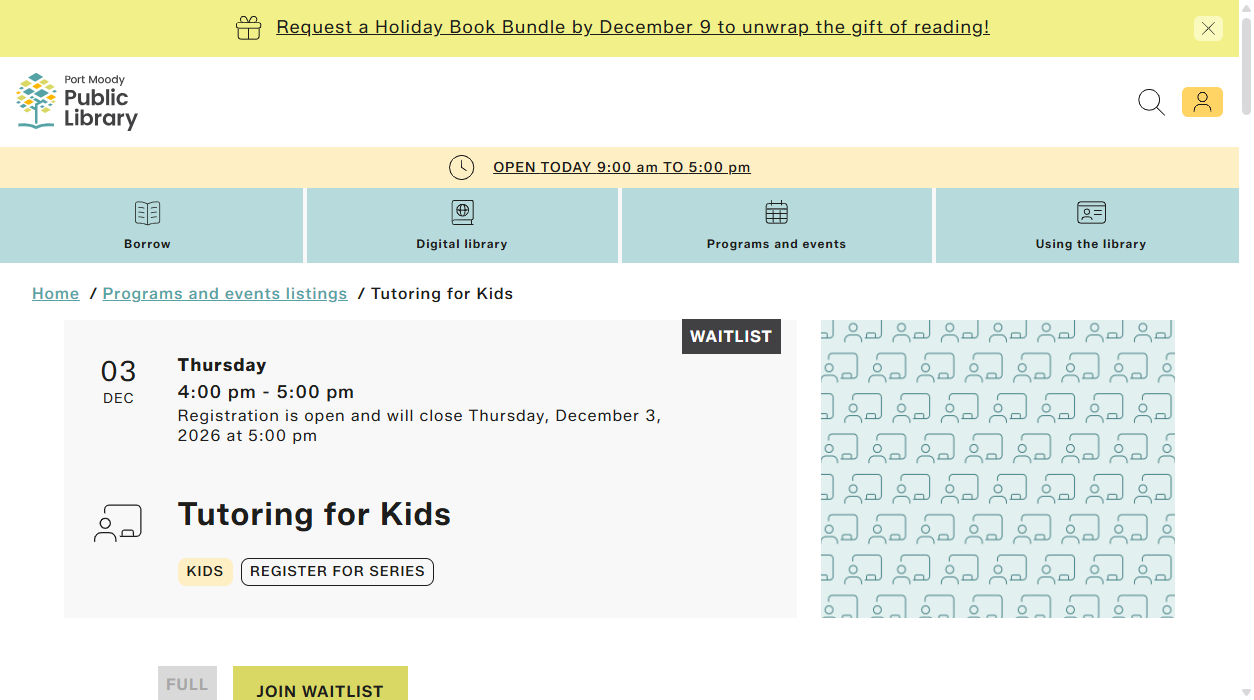 Request a Holiday Book Bundle by December 9 to unwrap the gift of reading!
Port Moody
Public
Library
OPEN TODAY 9:00 am TO 5:00 pm
Borrow
Digital library
Programs and events
Using the library
Home / Programs and events listings / Tutoring for Kids
WAITLIST
03
DEC
Thursday
4:00 pm - 5:00 pm
Registration is open and will close Thursday, December 3,
2026 at 5:00 pm
Tutoring for Kids
KIDS
REGISTER FOR SERIES
FULL
JOIN WAITLIST